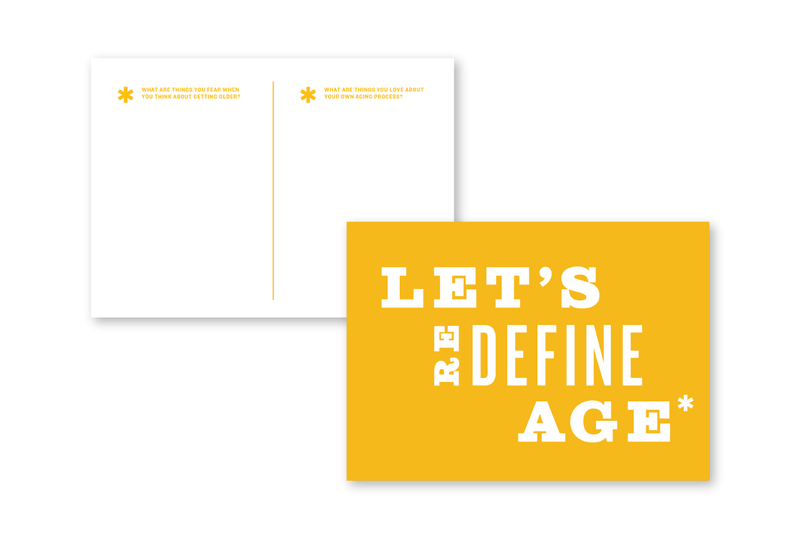 * WHAT ARE THINGS YOU FEAR WHEN
YOU THINK ABOUT GETTING OLDER?
* WHAT ARE THINGS YOU LOVE ABOUT
YOUR OWN AGING PROCESS?
LET'S
RE DEFINE
AGE*